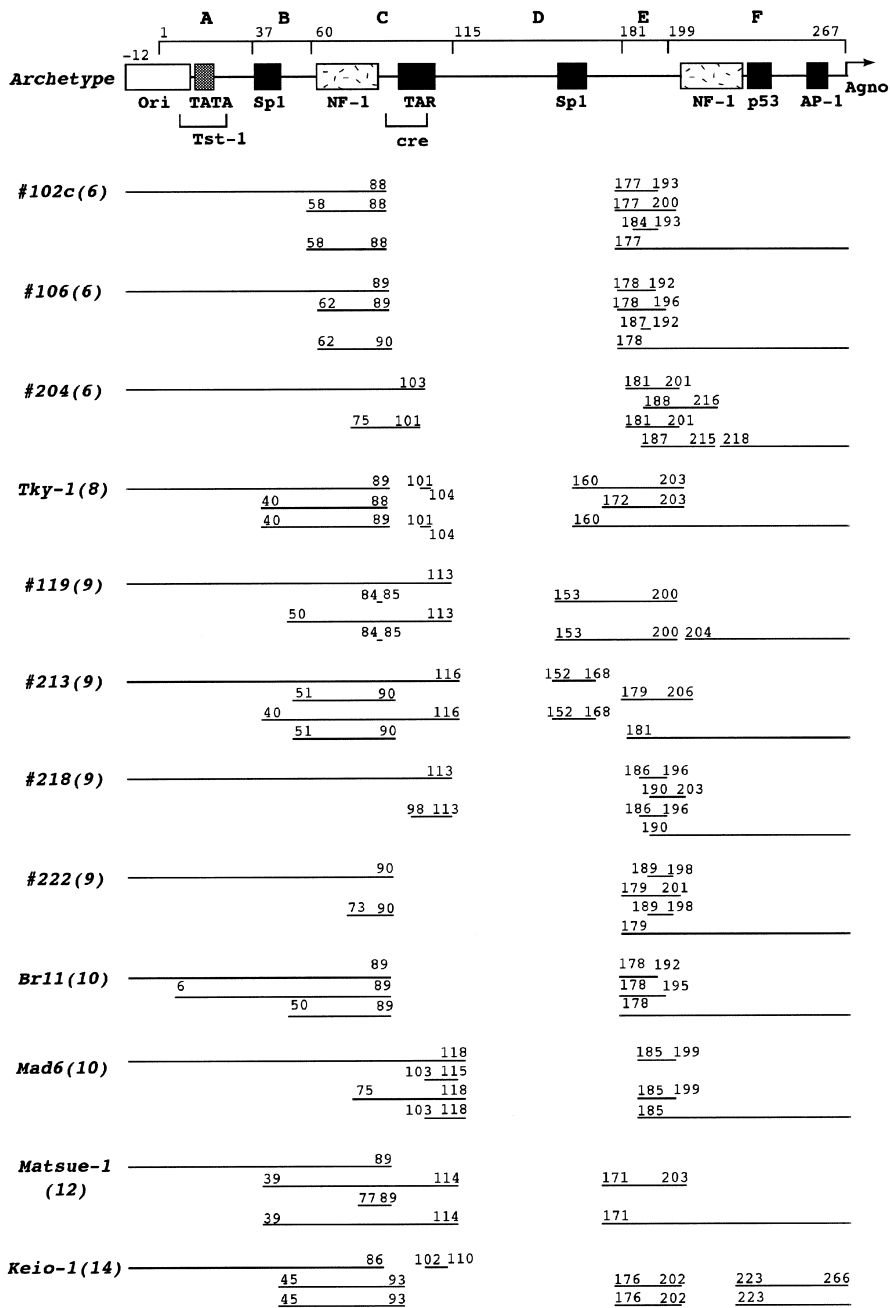 A B C D E F
1 37 60 115 181 199 267
-12
Archetype
Agno
Ori TATA Sp1 NF-1 TAR Sp1 NF-1 p53 AP-1
Tst-1 cre
#102c(6)
88 177 193
58 88 177 200
184 193
58 88 177
#106(6)
89 178 192
62 89 178 196
187 192
62 90 178
#204(6)
103 181 201
188 216
75 101 181 201
187 215 218
Tky-1(8)
89 101 160 203
104
40 88 172 203
40 89 101 160
104
#119(9)
113
84 85 153 200
50 113
84 85 153 200 204
#213(9)
116 152 168
51 90 179 206
40 116 152 168
51 90 181
#218(9)
113 186 196
190 203
98 113 186 196
190
#222(9)
90 189 198
179 201
73 90 189 198
179
Br11(10)
89 178 192
6 89 178 195
50 89 178
Mad6(10)
118 185 199
103 115
75 118 185 199
103 118 185
Matsue-1
(12)
89
39 114 171 203
77 89
39 114 171
Keio-1(14)
86 102 110
45 93 176 202 223 266
45 93 176 202 223